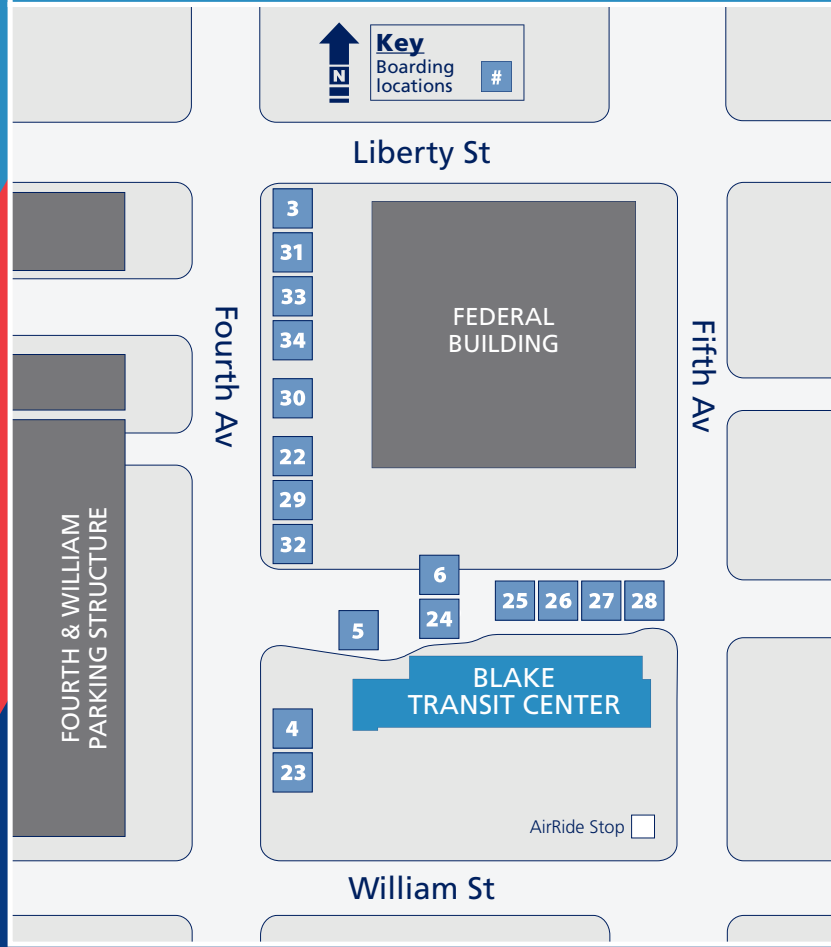 N
Key
Boarding
locations
#
Liberty St
3
31
33
34
30
22
29
32
FEDERAL
BUILDING
Fourth Av
Fifth Av
FOURTH & WILLIAM
PARKING STRUCTURE
6
24
5
25 26 27 28
BLAKE
TRANSIT CENTER
4
23
AirRide Stop
William St